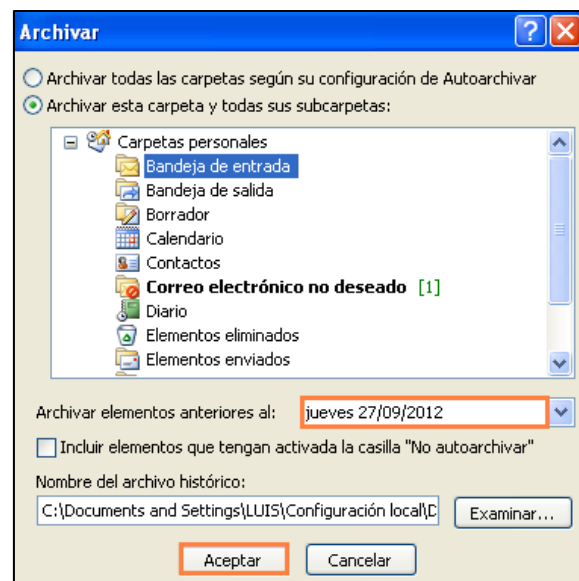 Archivar
Archivar todas las carpetas según su configuración de Autoarchivar
Archivar esta carpeta y todas sus subcarpetas:
Carpetas personales
Bandeja de entrada
Bandeja de salida
Borrador
Calendario
Contactos
Correo electrónico no deseado [1]
Diario
Elementos eliminados
Elementos enviados
Archivar elementos anteriores al: jueves 27/09/2012
Incluir elementos que tengan activada la casilla "No autoarchivar"
Nombre del archivo histórico:
C:\Documents and Settings\LUIS\Configuración local\D Examinar...
Aceptar Cancelar